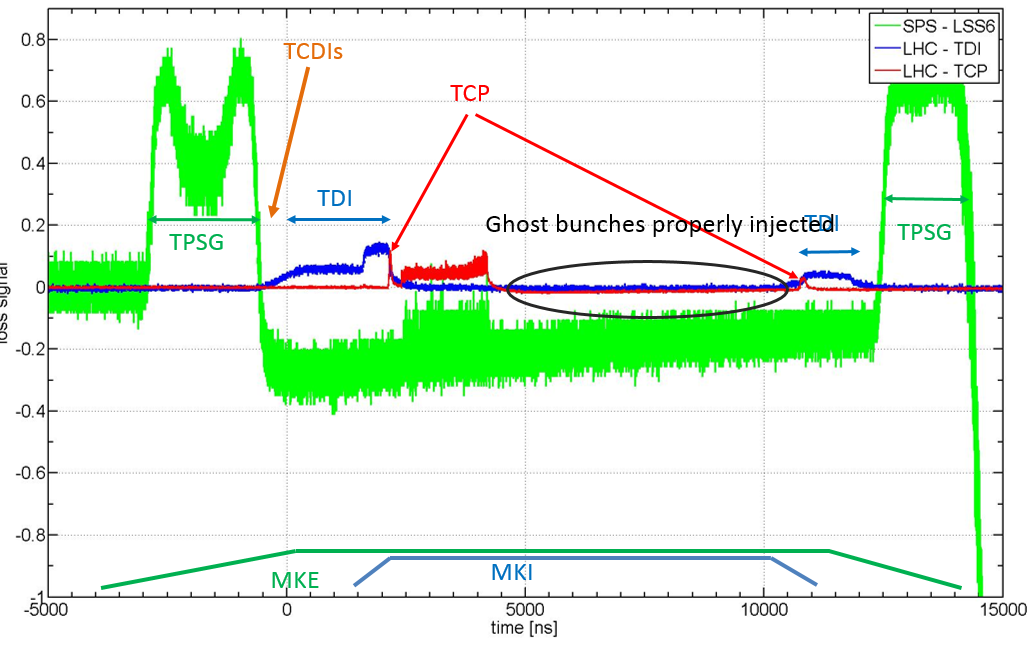 SPS - LSS6
LHC - TDI
LHC - TCP
TCDIs
TCP
TDI
Ghost bunches properly injected
TDI
TPSG
TPSG
MKE
MKI
0.8
0.6
0.4
0.2
0
-0.2
-0.4
-0.6
-0.8
-1
loss signal
-5000
0
5000
10000
15000
time [ns]